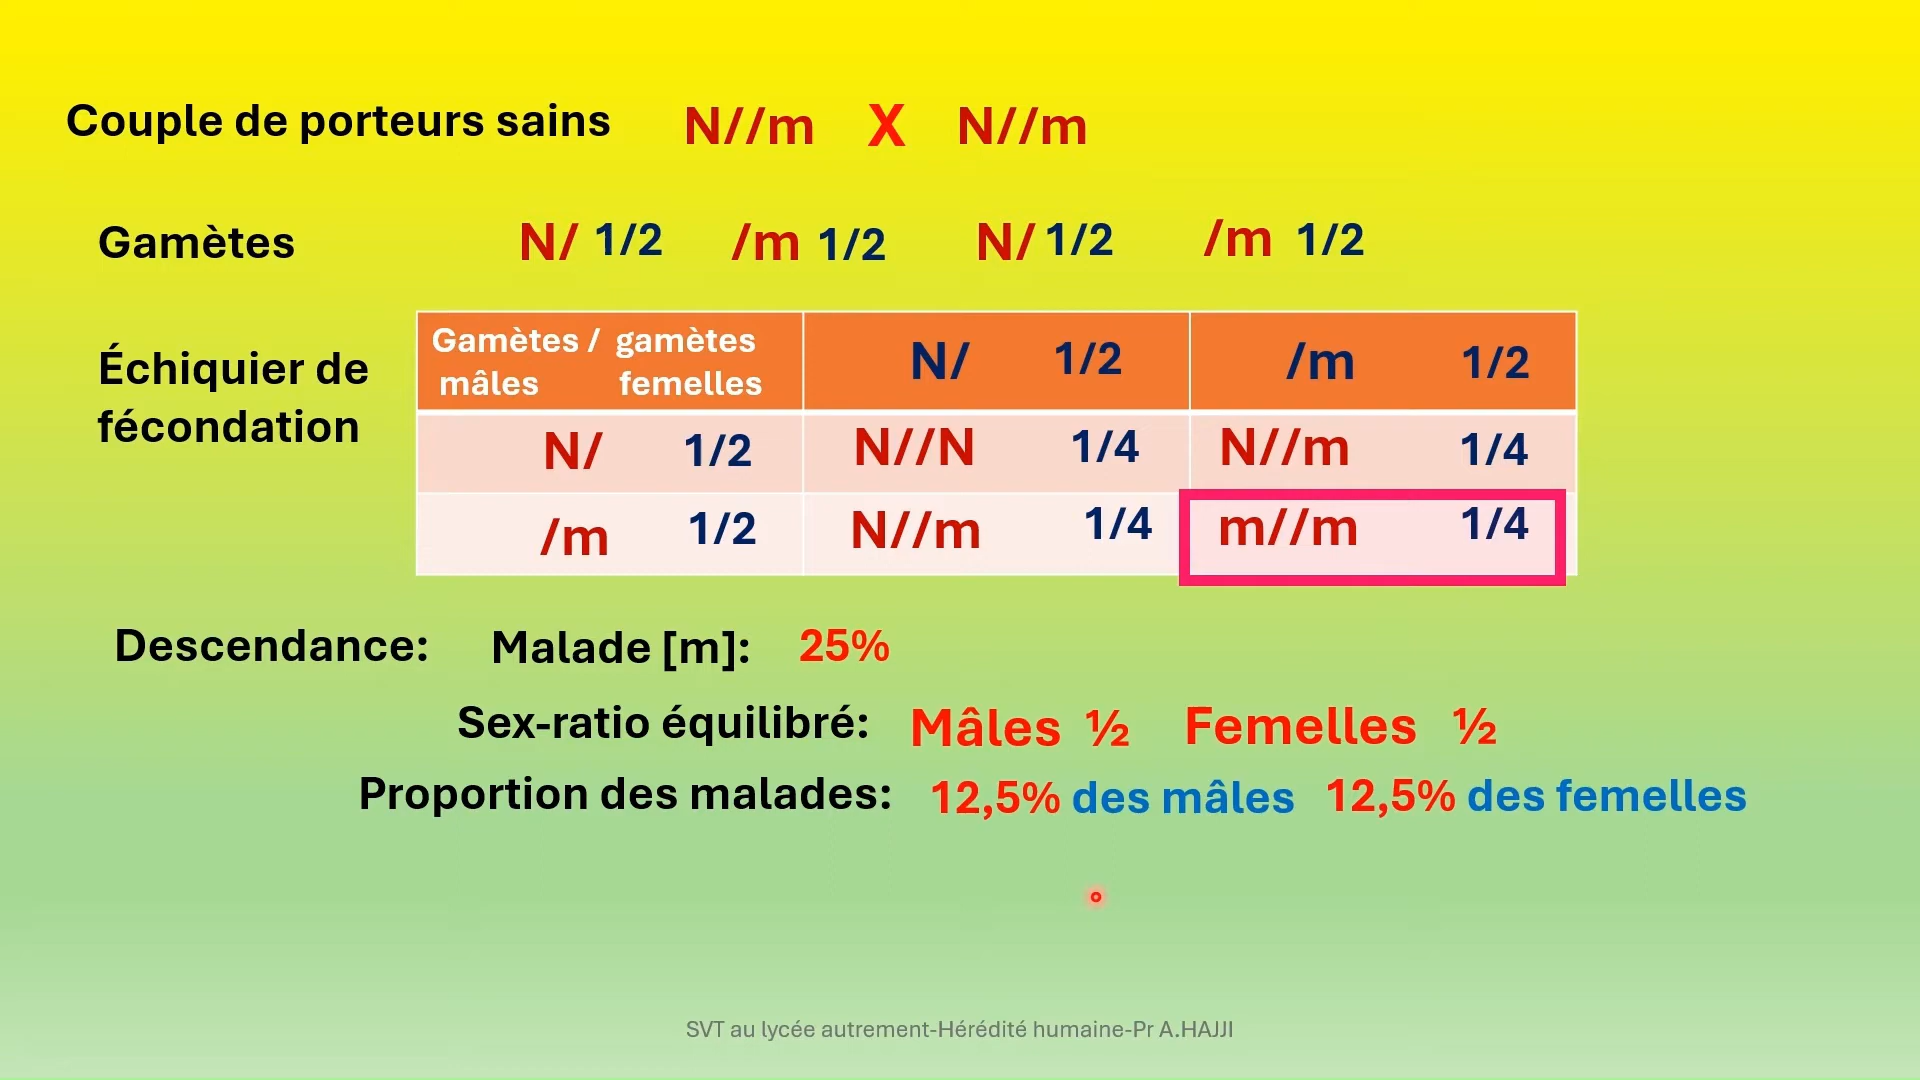 Couple de porteurs sains N//m X N//m
Gamètes N/ 1/2 /m 1/2 N/ 1/2 /m 1/2
Échiquier de
fécondation
Gamètes / gamètes
mâles femelles
N/ 1/2 /m 1/2
N/ 1/2 N//N 1/4 N//m 1/4
/m 1/2 N//m 1/4 m//m 1/4
Descendance: Malade [m]: 25%
Sex-ratio équilibré: Mâles ½ Femelles ½
Proportion des malades: 12,5% des mâles 12,5% des femelles
SVT au lycée autrement-Hérédité humaine-Pr A.HAJJI